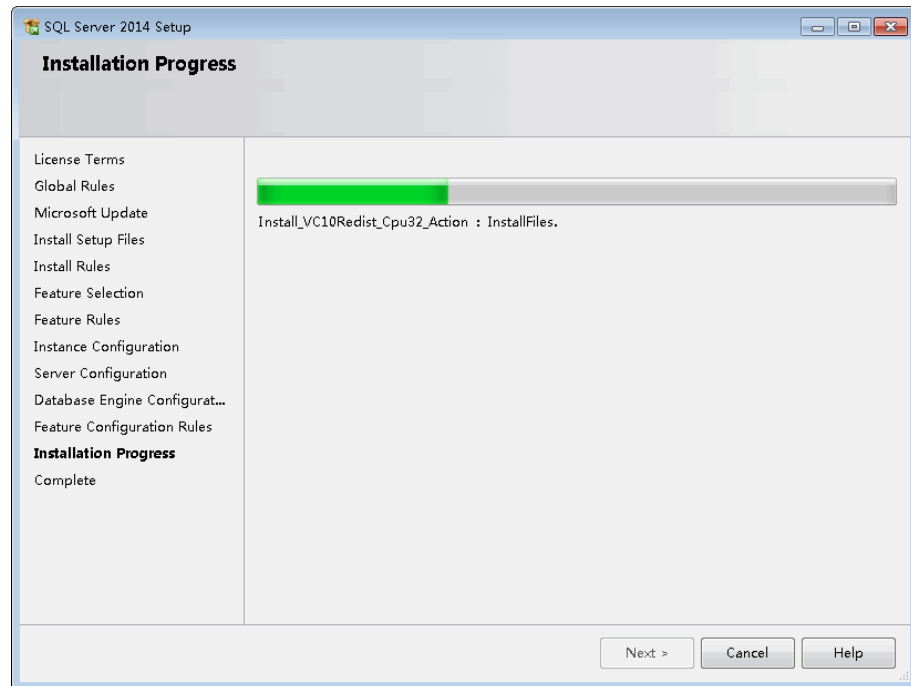 SQL Server 2014 Setup
Installation Progress
License Terms
Global Rules
Microsoft Update
Install Setup Files
Install Rules
Feature Selection
Feature Rules
Instance Configuration
Server Configuration
Database Engine Configurat...
Feature Configuration Rules
Installation Progress
Complete
Install_VC10Redist_Cpu32_Action : InstallFiles.
Next >
Cancel
Help